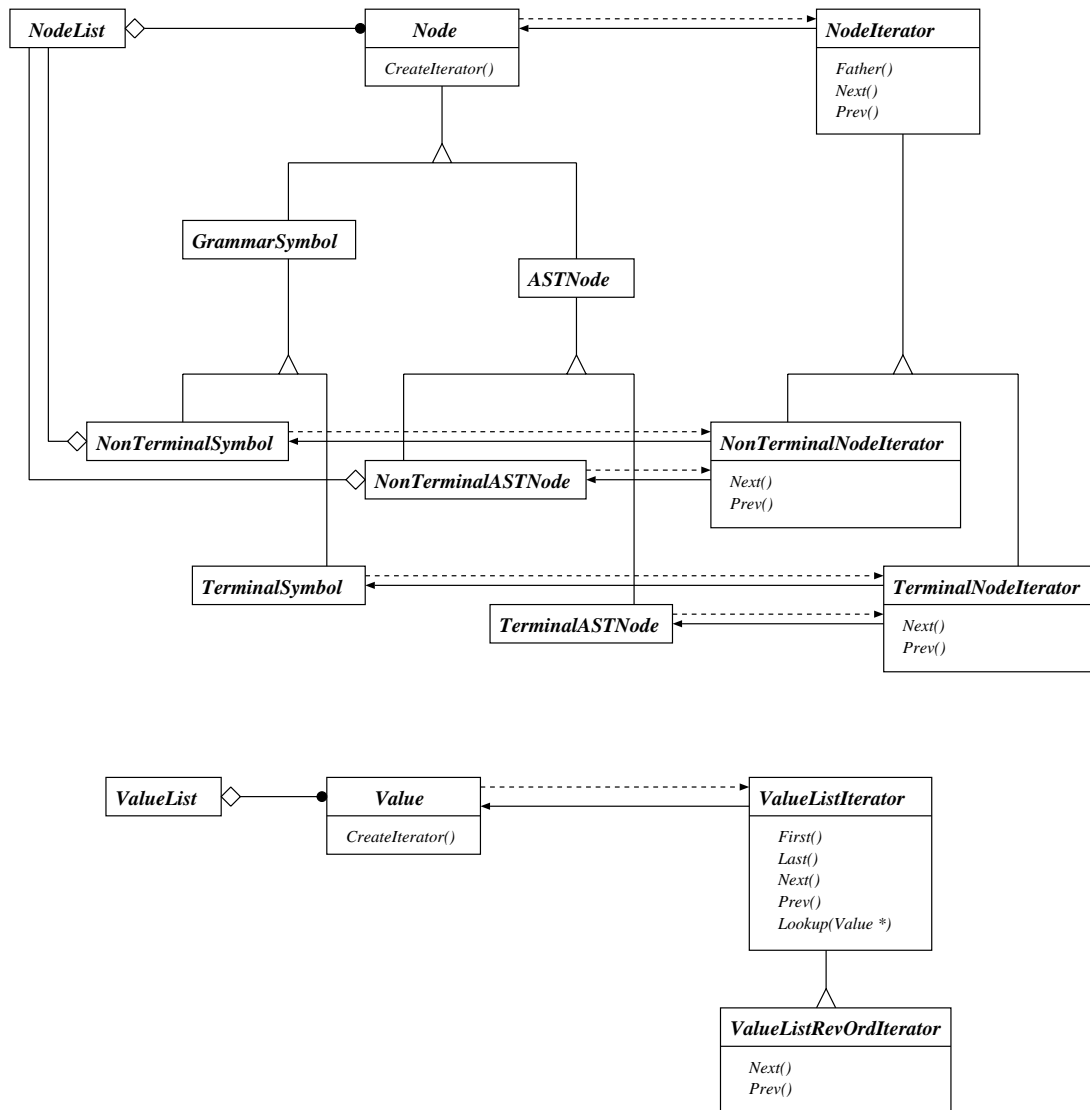 NodeList
Node
NodeIterator
CreateIterator()
Father()
Next()
Prev()
GrammarSymbol
ASTNode
NonTerminalSymbol
NonTerminalNodeIterator
NonTerminalASTNode
Next()
Prev()
TerminalSymbol
TerminalNodeIterator
TerminalASTNode
Next()
Prev()
ValueList
Value
ValueListIterator
CreateIterator()
First()
Last()
Next()
Prev()
Lookup(Value *)
ValueListRevOrdIterator
Next()
Prev()